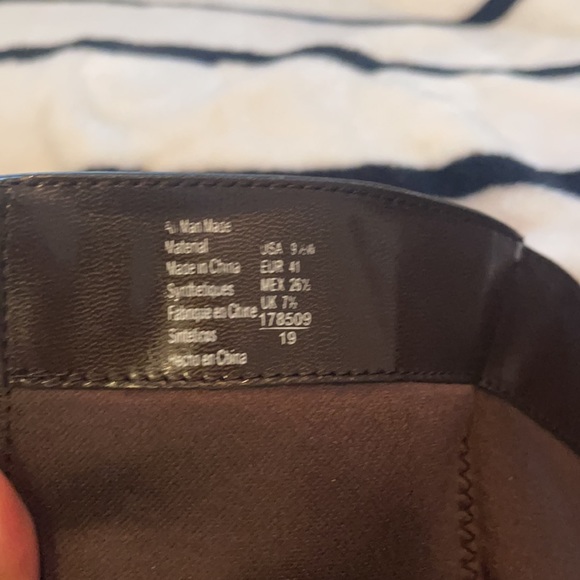 Man Made
Material
Made in China
Synthetiques
Fabrique en Chine
Sinteticos
Hecho en China
USA 9
EUR 41
MEX 26½
UK 7½
178509
19